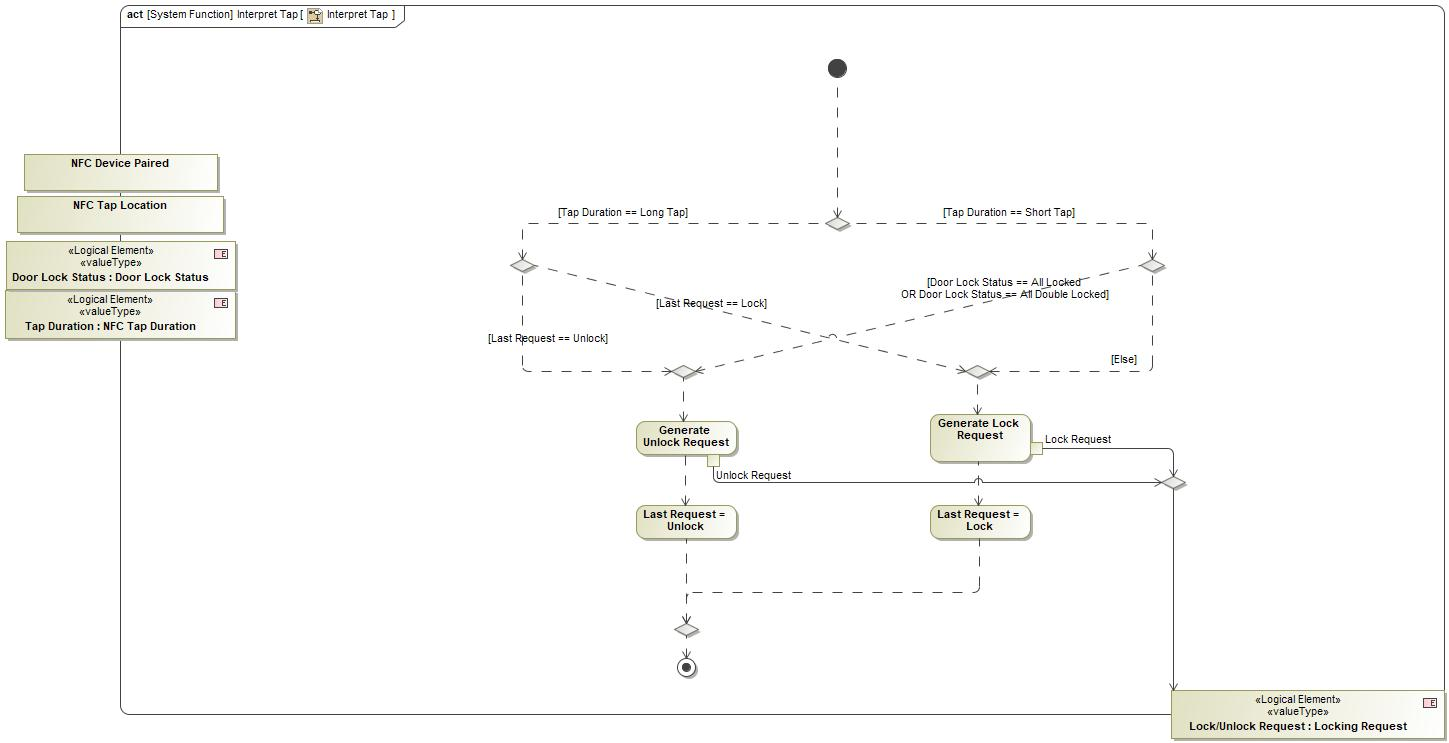 act [System Function] Interpret Tap [ Interpret Tap ]
NFC Device Paired
NFC Tap Location
«Logical Element»
«valueType»
Door Lock Status : Door Lock Status
E
«Logical Element»
«valueType»
Tap Duration : NFC Tap Duration
E
[Tap Duration == Long Tap]
[Tap Duration == Short Tap]
[Door Lock Status == All Locked
OR Door Lock Status == All Double Locked]
[Last Request == Lock]
[Last Request == Unlock]
[Else]
Generate
Unlock Request
Generate Lock
Request
Lock Request
Unlock Request
Last Request =
Unlock
Last Request =
Lock
«Logical Element»
«valueType»
Lock/Unlock Request : Locking Request
E